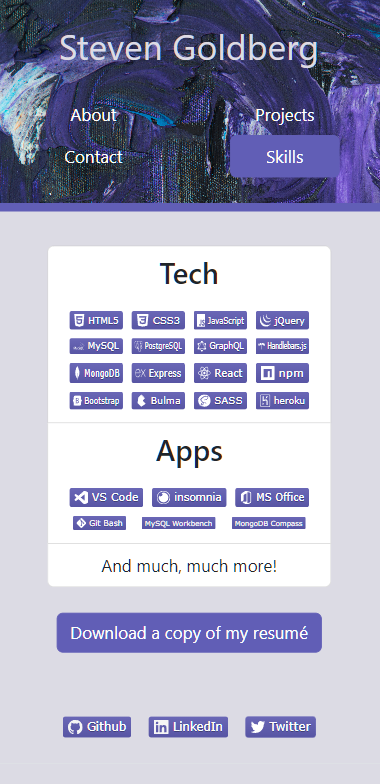 Steven Goldberg
About Projects
Contact Skills
Tech
HTML5 CSS3 JavaScript jQuery
MySQL PostgreSQL GraphQL Handlebars.js
MongoDB Express React npm
Bootstrap Bulma SASS heroku
Apps
VS Code insomnia MS Office
Git Bash MySQL Workbench MongoDB Compass
And much, much more!
Download a copy of my resumé
Github LinkedIn Twitter